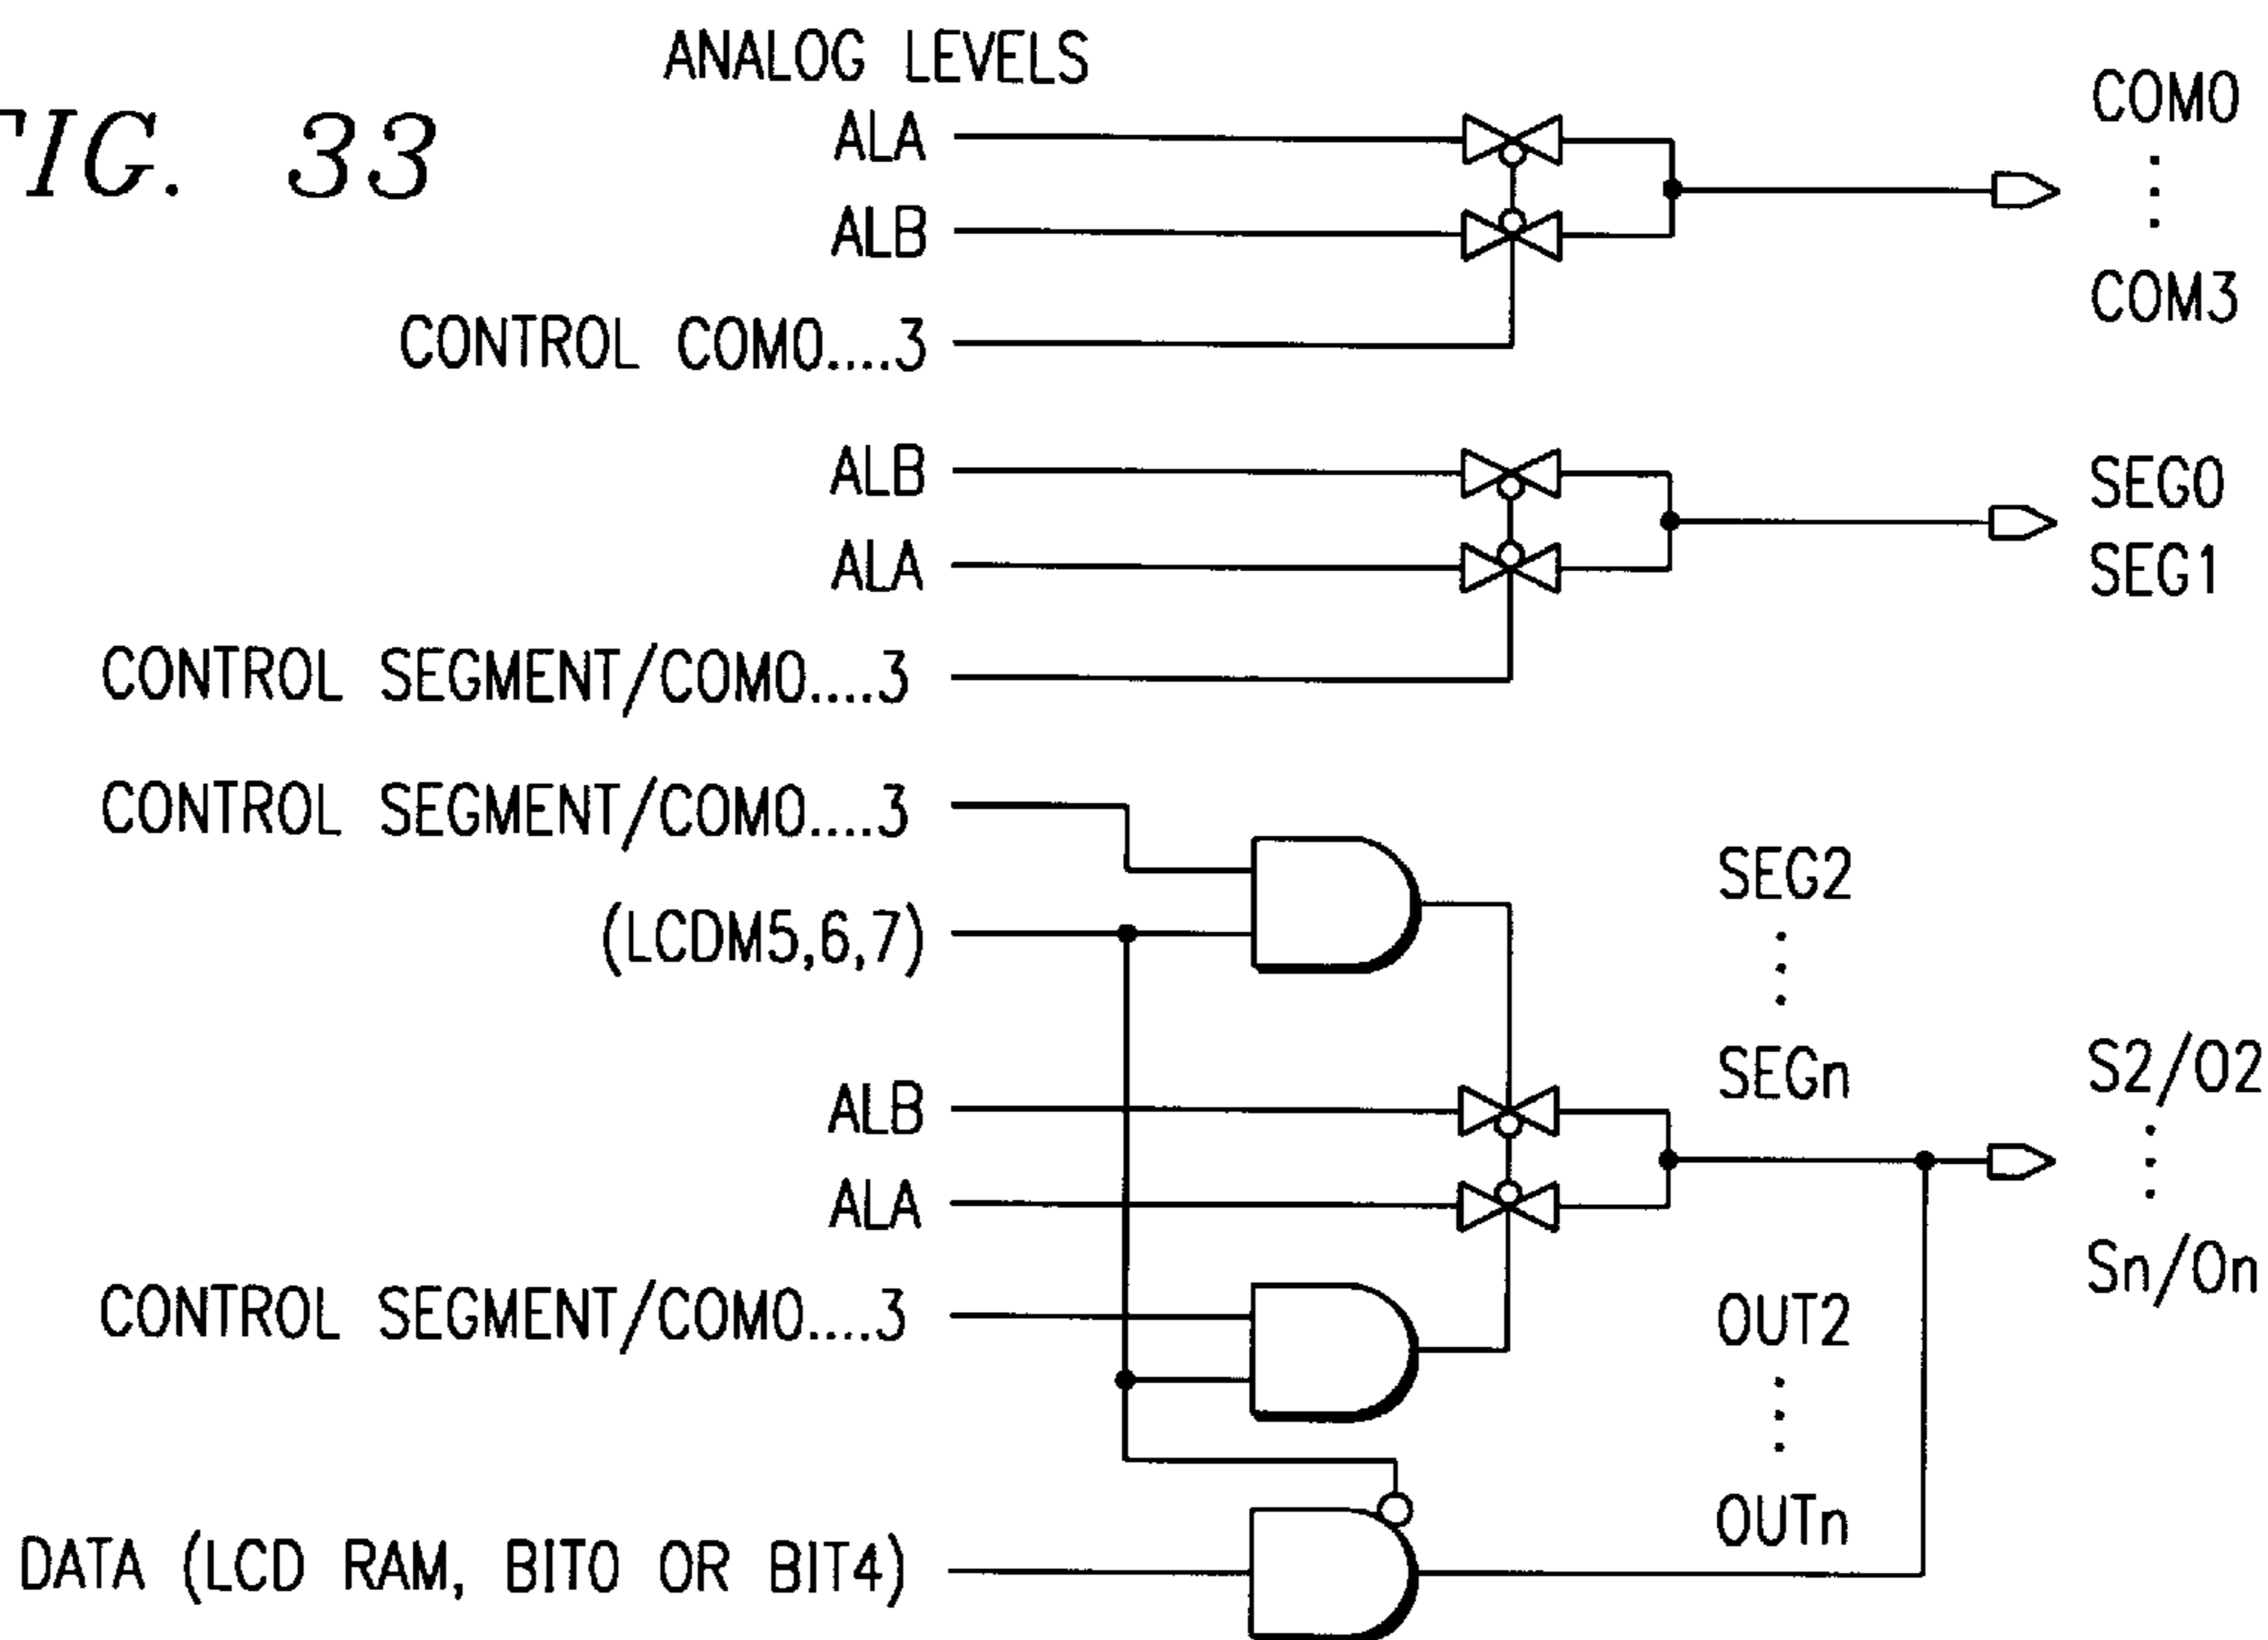 FIG. 33
ANALOG LEVELS
ALA
ALB
CONTROL COM0....3
COM0
COM3
ALB
ALA
CONTROL SEGMENT/COM0....3
SEG0
SEG1
CONTROL SEGMENT/COM0....3
(LCDM5,6,7)
ALB
ALA
CONTROL SEGMENT/COM0....3
DATA (LCD RAM, BIT0 OR BIT4)
SEG2
SEGn
S2/O2
Sn/On
OUT2
OUTn